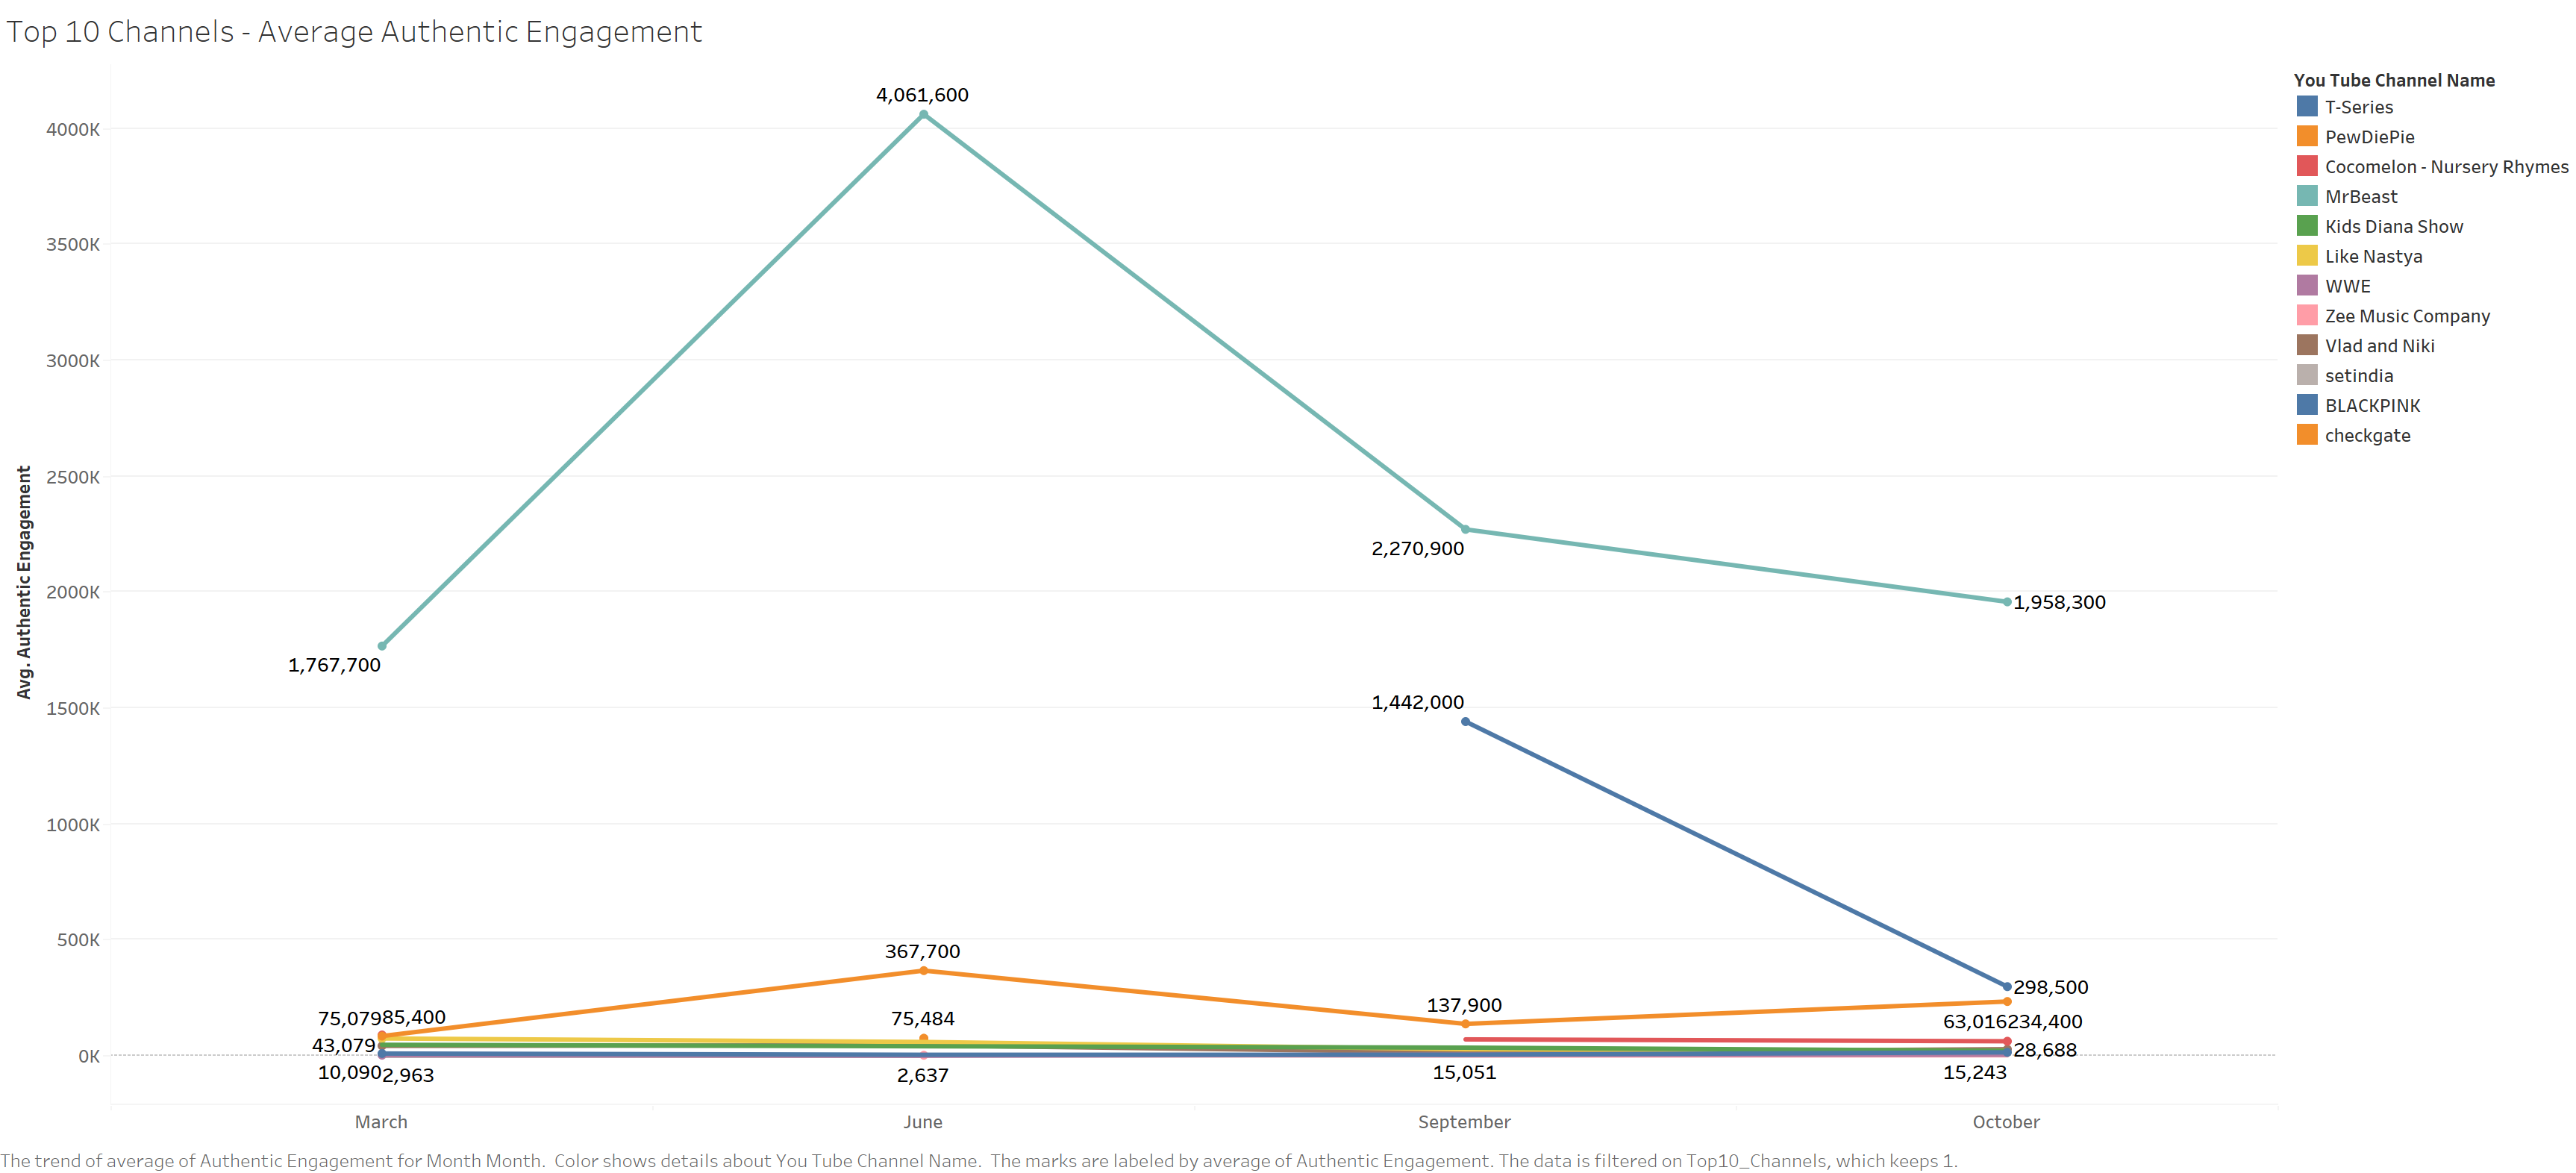 Top 10 Channels - Average Authentic Engagement
You Tube Channel Name
T-Series
PewDiePie
Cocomelon - Nursery Rhymes
MrBeast
Kids Diana Show
Like Nastya
WWE
Zee Music Company
Vlad and Niki
setindia
BLACKPINK
checkgate
Avg. Authentic Engagement
4000K
3500K
3000K
2500K
2000K
1500K
1000K
500K
0K
4,061,600
2,270,900
1,958,300
1,767,700
1,442,000
367,700
298,500
75,079 85,400
75,484
137,900
63,016 234,400
43,079
28,688
10,090 2,963
2,637
15,051
15,243
March
June
September
October
The trend of average of Authentic Engagement for Month Month.  Color shows details about You Tube Channel Name.  The marks are labeled by average of Authentic Engagement. The data is filtered on Top10_Channels, which keeps 1.